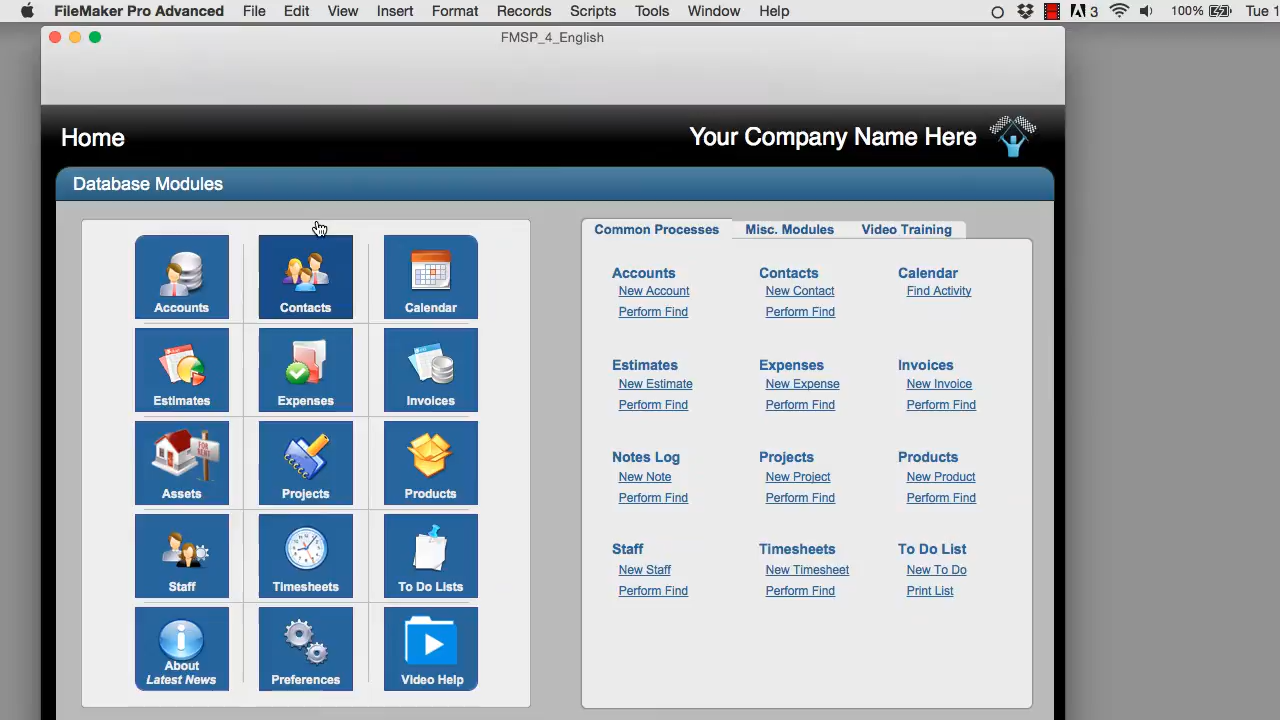 FileMaker Pro Advanced File Edit View Insert Format Records Scripts Tools Window Help 3 100% Tue 1
FMSP_4_English
Home
Your Company Name Here
Database Modules
Accounts Contacts Calendar
Estimates Expenses Invoices
FOR RENT
Assets Projects Products
Staff Timesheets To Do Lists
About Latest News
Preferences Video Help
Common Processes Misc. Modules Video Training
Accounts Contacts Calendar
New Account New Contact Find Activity
Perform Find Perform Find
Estimates Expenses Invoices
New Estimate New Expense New Invoice
Perform Find Perform Find Perform Find
Notes Log Projects Products
New Note New Project New Product
Perform Find Perform Find Perform Find
Staff Timesheets To Do List
New Staff New Timesheet New To Do
Perform Find Perform Find Print List